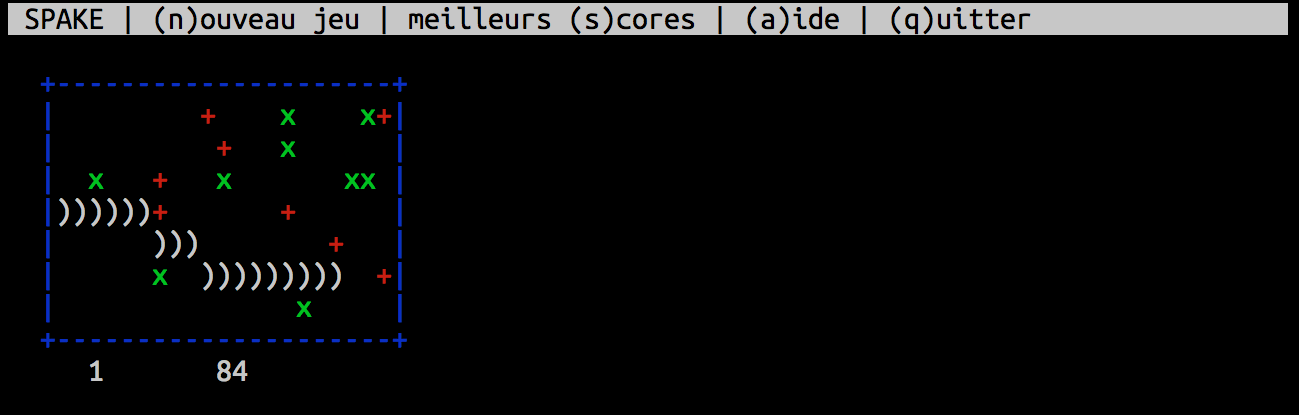 SPAKE | (n)ouveau jeu | meilleurs (s)cores | (a)ide | (q)uitter
+---------------------+
|         +    x    x+|
|          +   x      |
|  x   +   x       xx |
|))))))+       +      |
|      )))        +   |
|      x  )))))))))  +|
|               x     |
+---------------------+
1 84